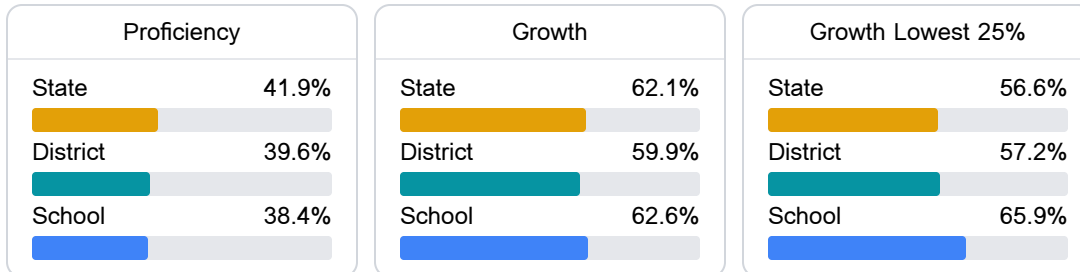 Proficiency
State 41.9%
District 39.6%
School 38.4%
Growth
State 62.1%
District 59.9%
School 62.6%
Growth Lowest 25%
State 56.6%
District 57.2%
School 65.9%